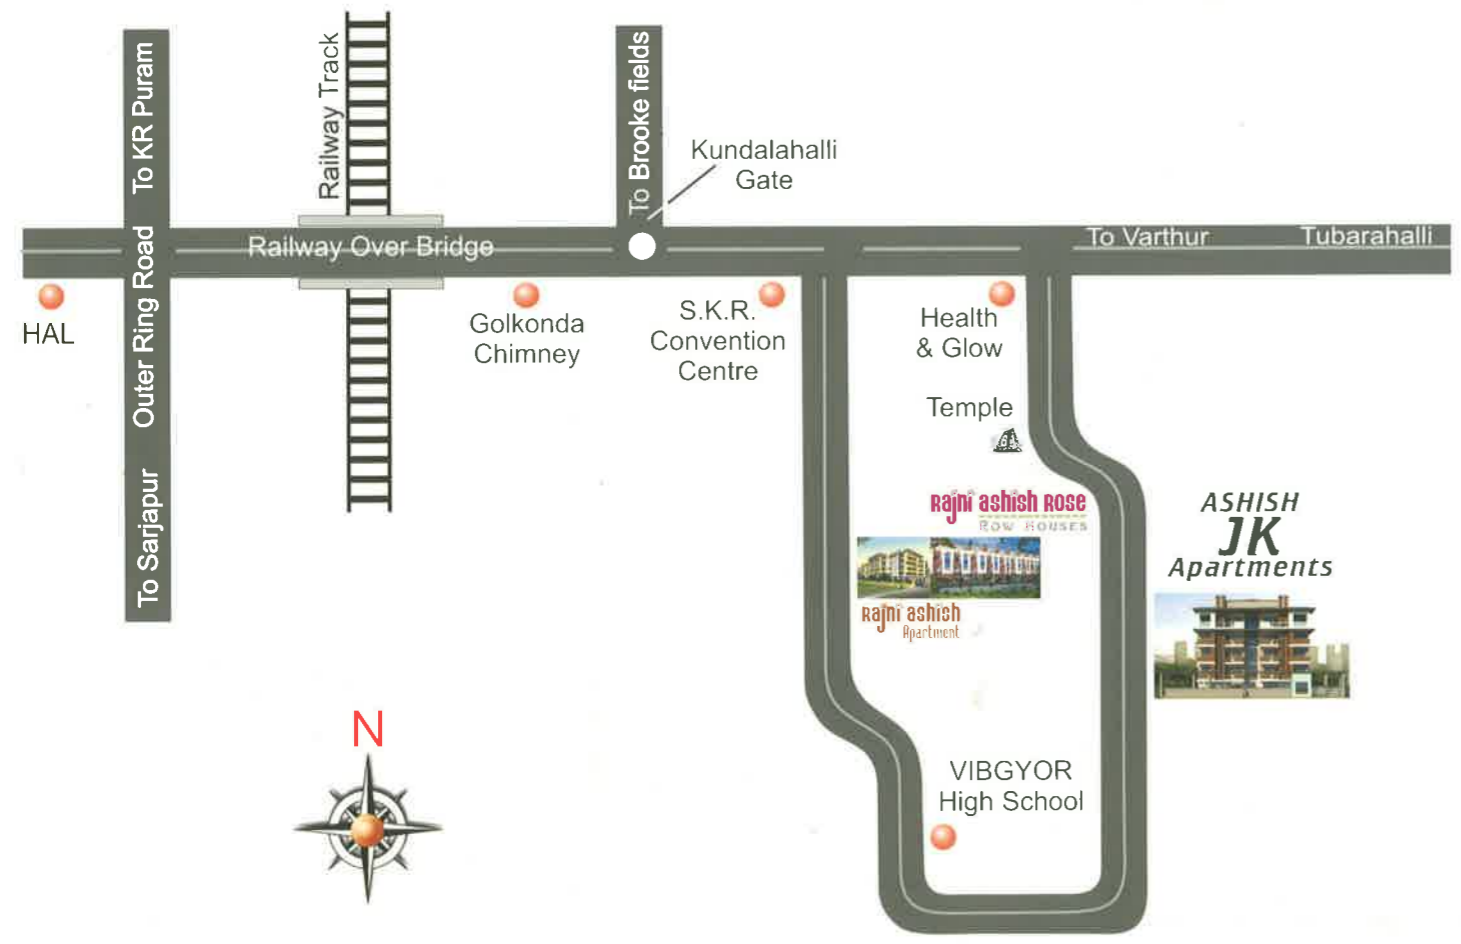 To KR Puram
Outer Ring Road
To Sarjapur
Railway Track
To Brooke fields
Kundalahalli
Gate
Railway Over Bridge
To Varthur
Tubarahalli
HAL
Golkonda
Chimney
S.K.R.
Convention
Centre
Health
& Glow
Temple
Rajni ashish Rose
Row Houses
Rajni ashish
Apartment
ASHISH
JK
Apartments
VIBGYOR
High School
N